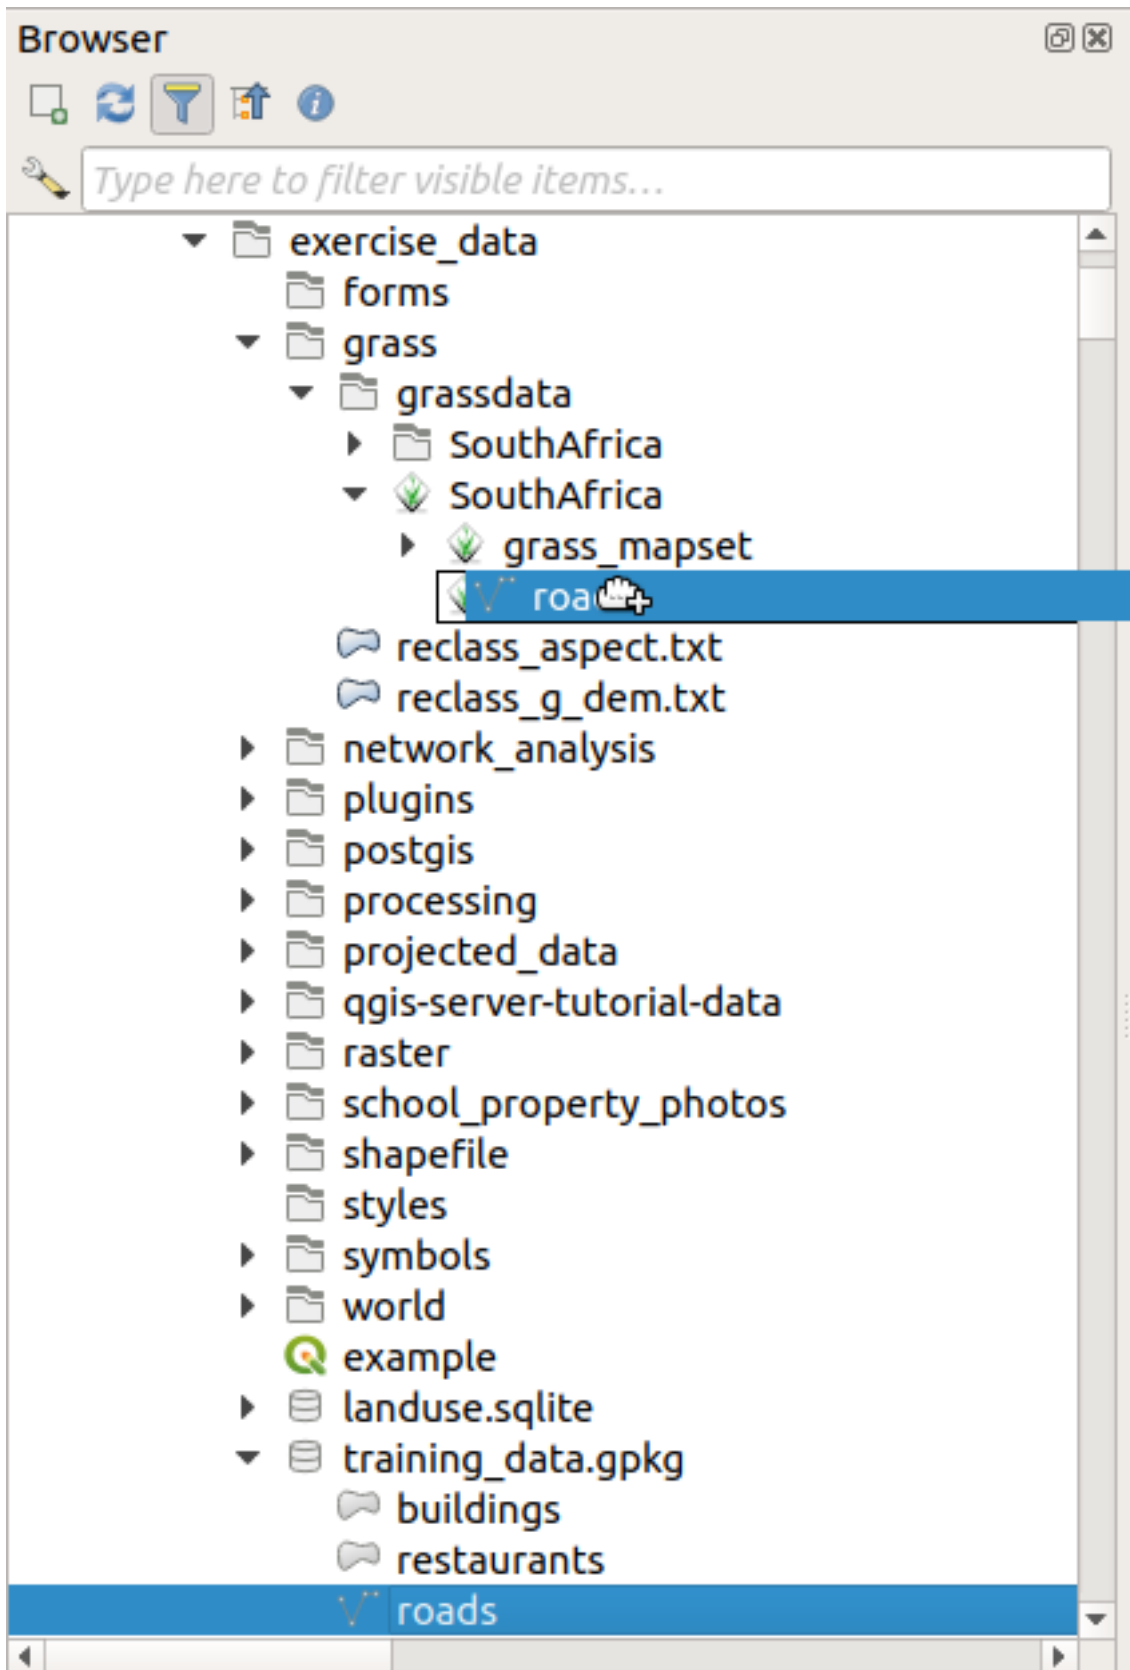 Browser
Type here to filter visible items...
exercise_data
forms
grass
grassdata
SouthAfrica
SouthAfrica
grass_mapset
reclass_aspect.txt
reclass_g_dem.txt
network_analysis
plugins
postgis
processing
projected_data
qgis-server-tutorial-data
raster
school_property_photos
shapefile
styles
symbols
world
example
landuse.sqlite
training_data.gpkg
buildings
restaurants
roads